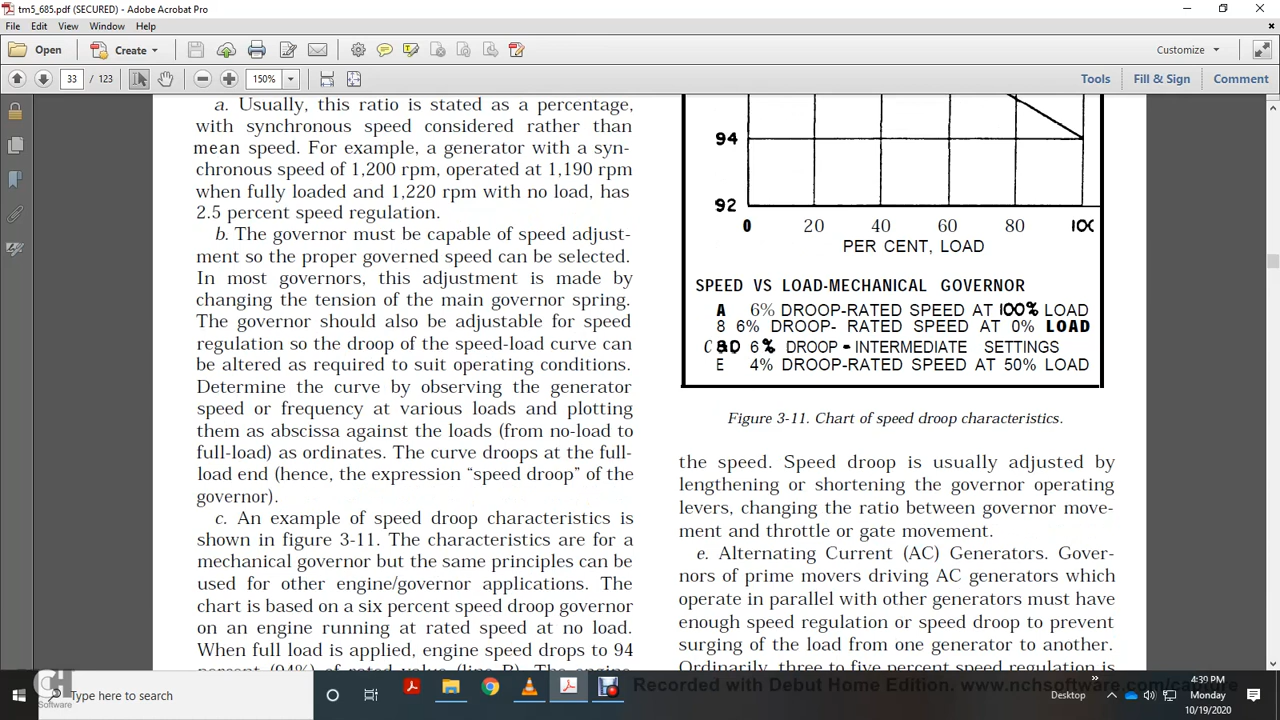 tm5_685.pdf (SECURED) - Adobe Acrobat Pro
File Edit View Window Help
Open Create Customize
33 / 123 150% Tools Fill & Sign Comment
a. Usually, this ratio is stated as a percentage,
with synchronous speed considered rather than
mean speed. For example, a generator with a syn-
chronous speed of 1,200 rpm, operated at 1,190 rpm
when fully loaded and 1,220 rpm with no load, has
2.5 percent speed regulation.
b. The governor must be capable of speed adjust-
ment so the proper governed speed can be selected.
In most governors, this adjustment is made by
changing the tension of the main governor spring.
The governor should also be adjustable for speed
regulation so the droop of the speed-load curve can
be altered as required to suit operating conditions.
Determine the curve by observing the generator
speed or frequency at various loads and plotting
them as abscissa against the loads (from no-load to
full-load) as ordinates. The curve droops at the full-
load end (hence, the expression “speed droop” of the
governor).
c. An example of speed droop characteristics is
shown in figure 3-11. The characteristics are for a
mechanical governor but the same principles can be
used for other engine/governor applications. The
chart is based on a six percent speed droop governor
on an engine running at rated speed at no load.
When full load is applied, engine speed drops to 94
percent (94%) of rated value (line B). The engine
94
92
0 20 40 60 80 100
PER CENT, LOAD
SPEED VS LOAD-MECHANICAL GOVERNOR
A 6% DROOP-RATED SPEED AT 100% LOAD
8 6% DROOP- RATED SPEED AT 0% LOAD
C &D 6% DROOP - INTERMEDIATE SETTINGS
E 4% DROOP-RATED SPEED AT 50% LOAD
Figure 3-11. Chart of speed droop characteristics.
the speed. Speed droop is usually adjusted by
lengthening or shortening the governor operating
levers, changing the ratio between governor move-
ment and throttle or gate movement.
e. Alternating Current (AC) Generators. Gover-
nors of prime movers driving AC generators which
operate in parallel with other generators must have
enough speed regulation or speed droop to prevent
surging of the load from one generator to another.
Ordinarily, three to five percent speed regulation is
Software
Type here to search
Recorded with Debut Home Edition. www.nchsoftware.com/capture
Desktop
4:39 PM
Monday
10/19/2020